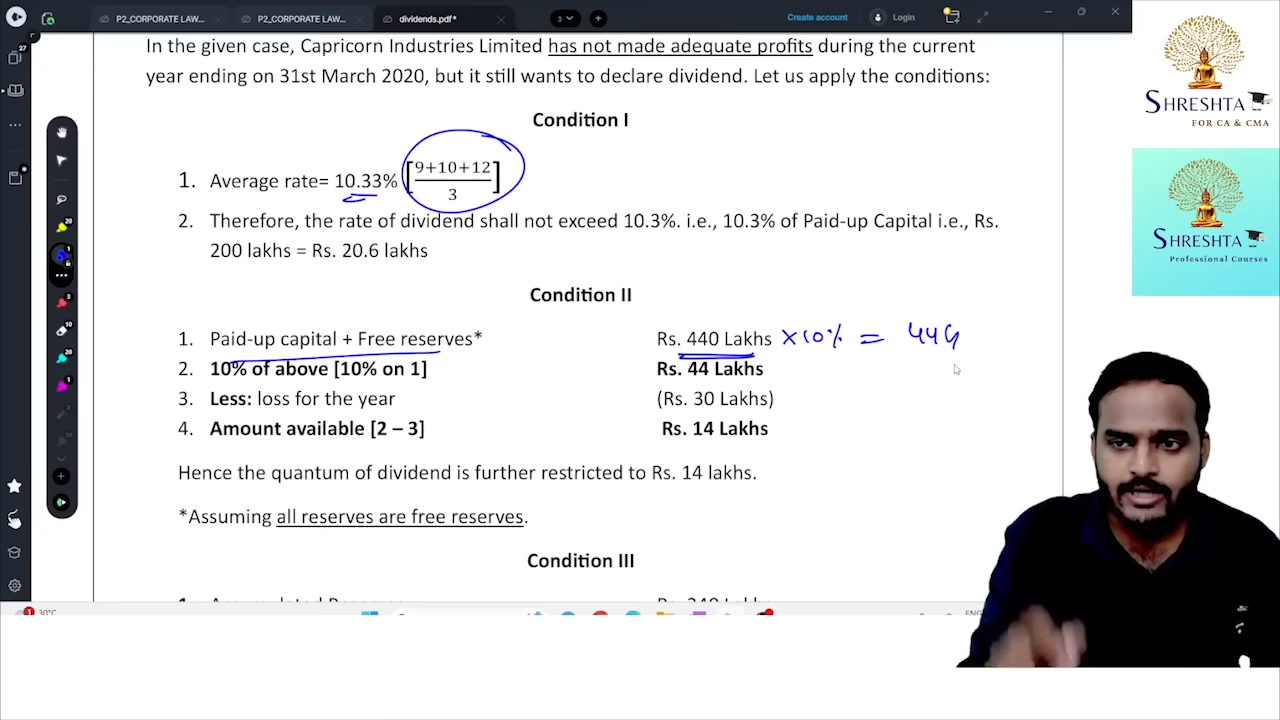 P2_CORPORATE LAW...
P2_CORPORATE LAW...
dividends.pdf*
3
Create account
Login
27
In the given case, Capricorn Industries Limited has not made adequate profits during the current
year ending on 31st March 2020, but it still wants to declare dividend. Let us apply the conditions:
Condition I
1. Average rate= 10.33% [9+10+12
3]
2. Therefore, the rate of dividend shall not exceed 10.3%. i.e., 10.3% of Paid-up Capital i.e., Rs.
200 lakhs = Rs. 20.6 lakhs
Condition II
1. Paid-up capital + Free reserves* Rs. 440 Lakhs ×10% = 44
2. 10% of above [10% on 1] Rs. 44 Lakhs
3. Less: loss for the year (Rs. 30 Lakhs)
4. Amount available [2 – 3] Rs. 14 Lakhs
Hence the quantum of dividend is further restricted to Rs. 14 lakhs.
*Assuming all reserves are free reserves.
Condition III
30°C
SHRESHTA
FOR CA & CMA
SHRESHTA
Professional Courses